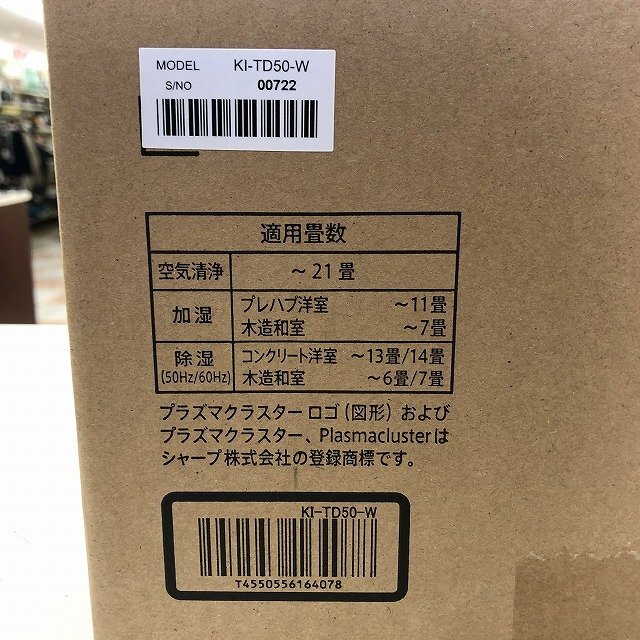 MODEL KI-TD50-W
S/NO 00722
適用畳数
空気清浄 ～21畳
加湿 プレハブ洋室 ～11畳
木造和室 ～7畳
除湿 コンクリート洋室 ～13畳/14畳
(50Hz/60Hz) 木造和室 ～6畳/7畳
プラズマクラスター ロゴ（図形）および
プラズマクラスター、Plasmaclusterは
シャープ株式会社の登録商標です。
KI-TD50-W
T4550556164078